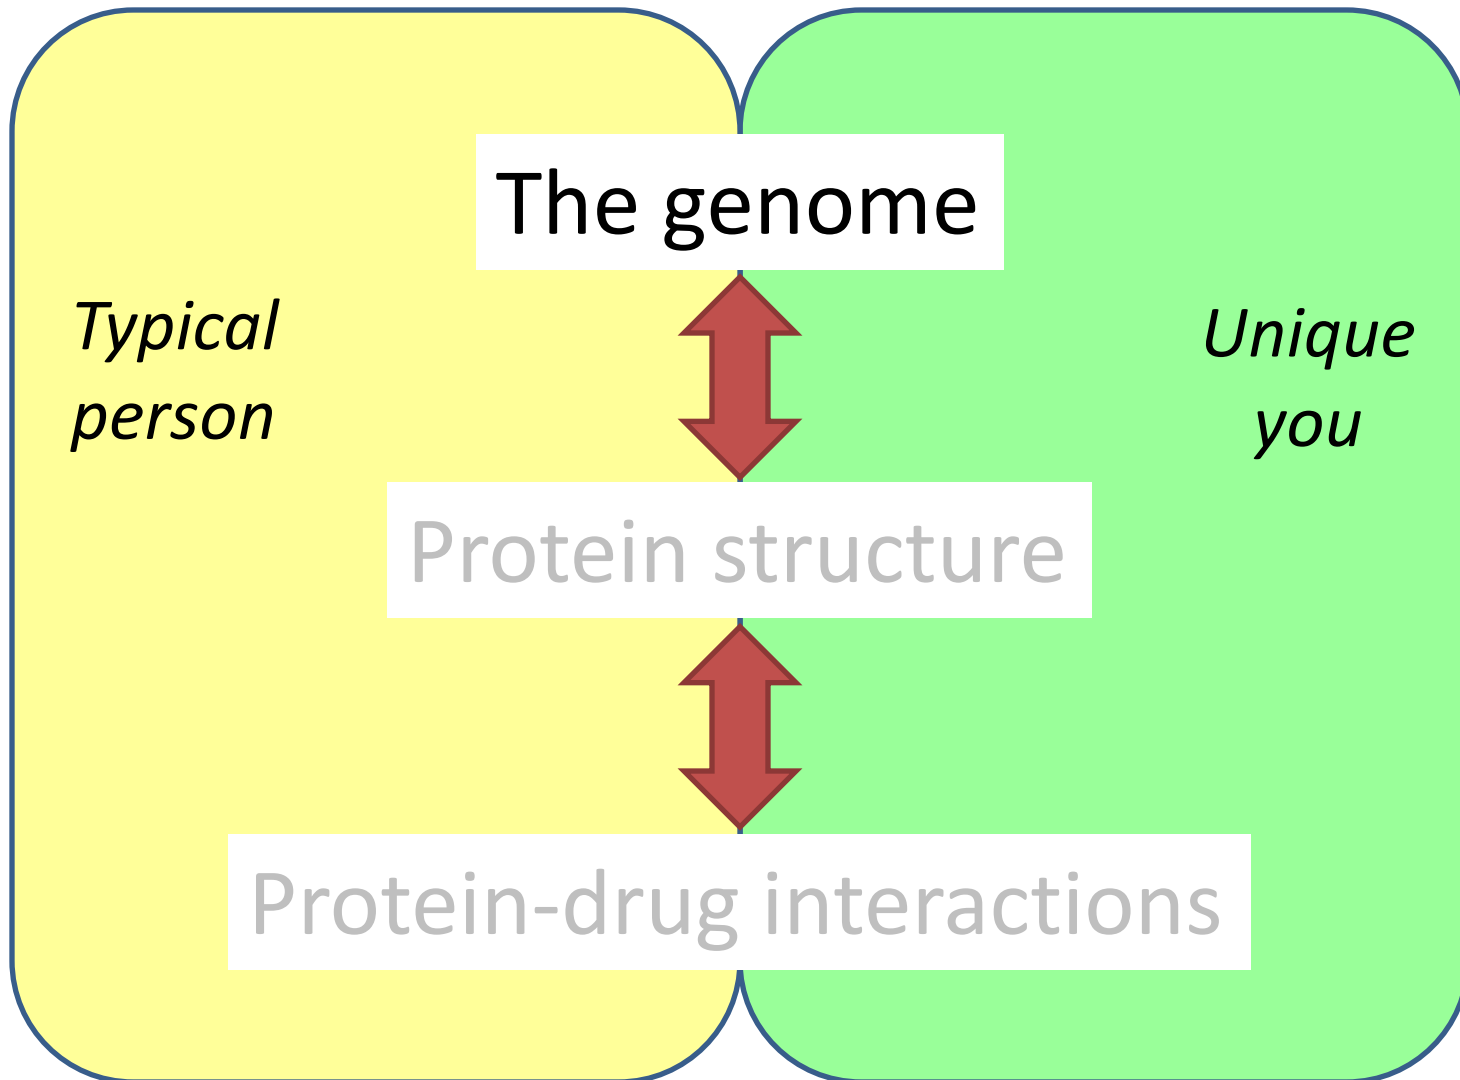 The genome
Typical
person
Unique
you
Protein structure
Protein-drug interactions